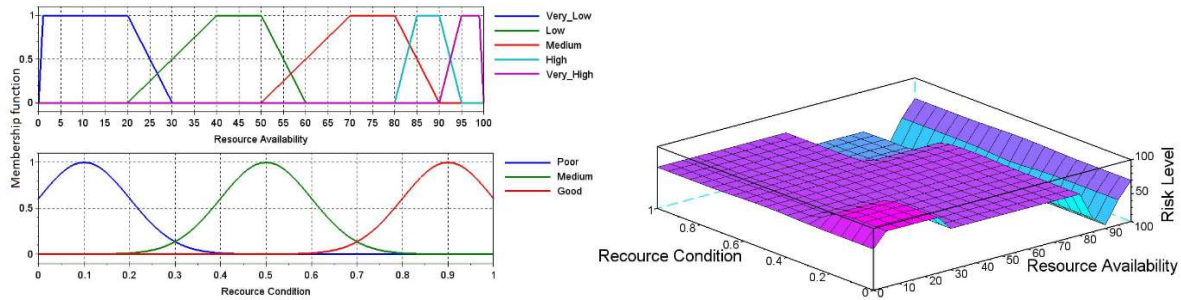 Membership function
1
0.5
0
0 5 10 15 20 25 30 35 40 45 50 55 60 65 70 75 80 85 90 95 100
Resource Availability
Very_Low
Low
Medium
High
Very_High
1
0.5
0
0 0.1 0.2 0.3 0.4 0.5 0.6 0.7 0.8 0.9 1
Recource Condition
Poor
Medium
Good
100
50
0
Risk Level
1 0.8 0.6 0.4 0.2 0
Recource Condition
0 10 20 30 40 50 60 70 80 90 100
Resource Availability